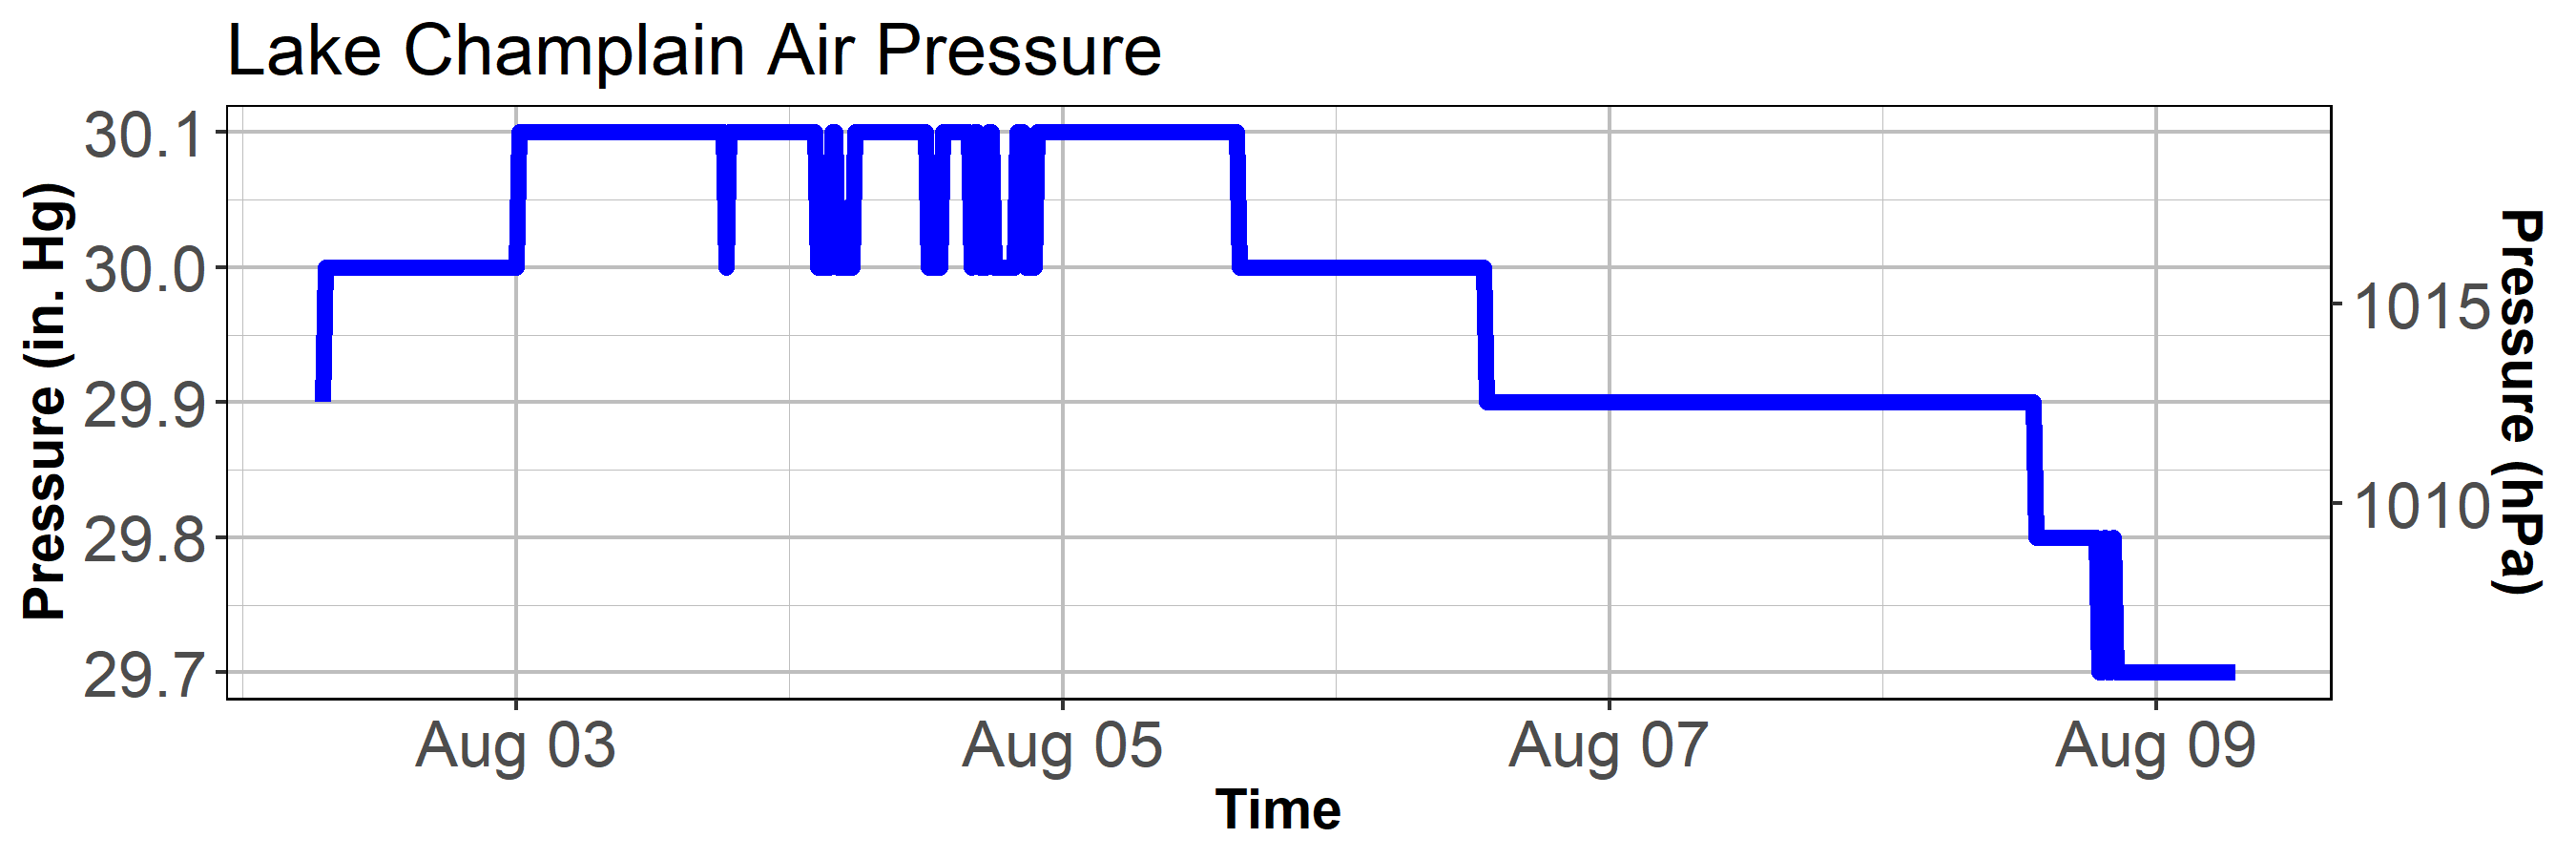 Lake Champlain Air Pressure
Pressure (in. Hg)
30.1
30.0
29.9
29.8
29.7
1015
1010
Pressure (hPa)
Aug 03 Aug 05 Aug 07 Aug 09
Time